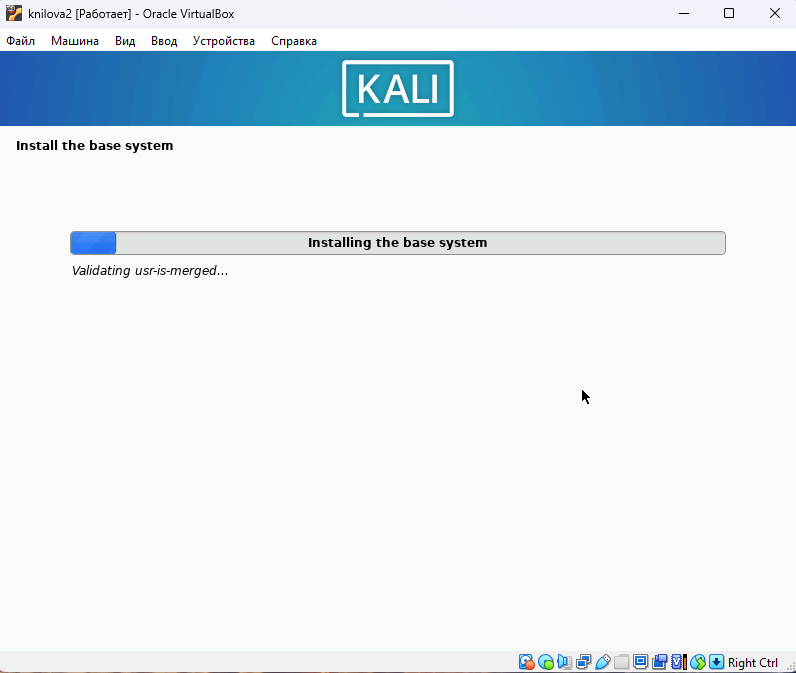 knilova2 [Работает] - Oracle VirtualBox
Файл Машина Вид Ввод Устройства Справка
KALI
Install the base system
Installing the base system
Validating usr-is-merged...
Right Ctrl